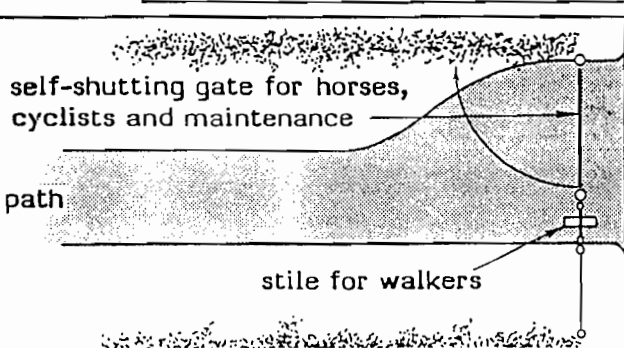 self-shutting gate for horses,
cyclists and maintenance
path
stile for walkers